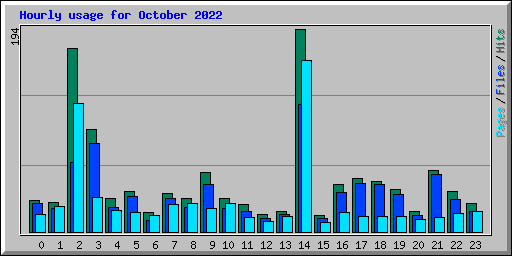 Hourly usage for October 2022
194
Pages/Files/Hits
0 1 2 3 4 5 6 7 8 9 10 11 12 13 14 15 16 17 18 19 20 21 22 23